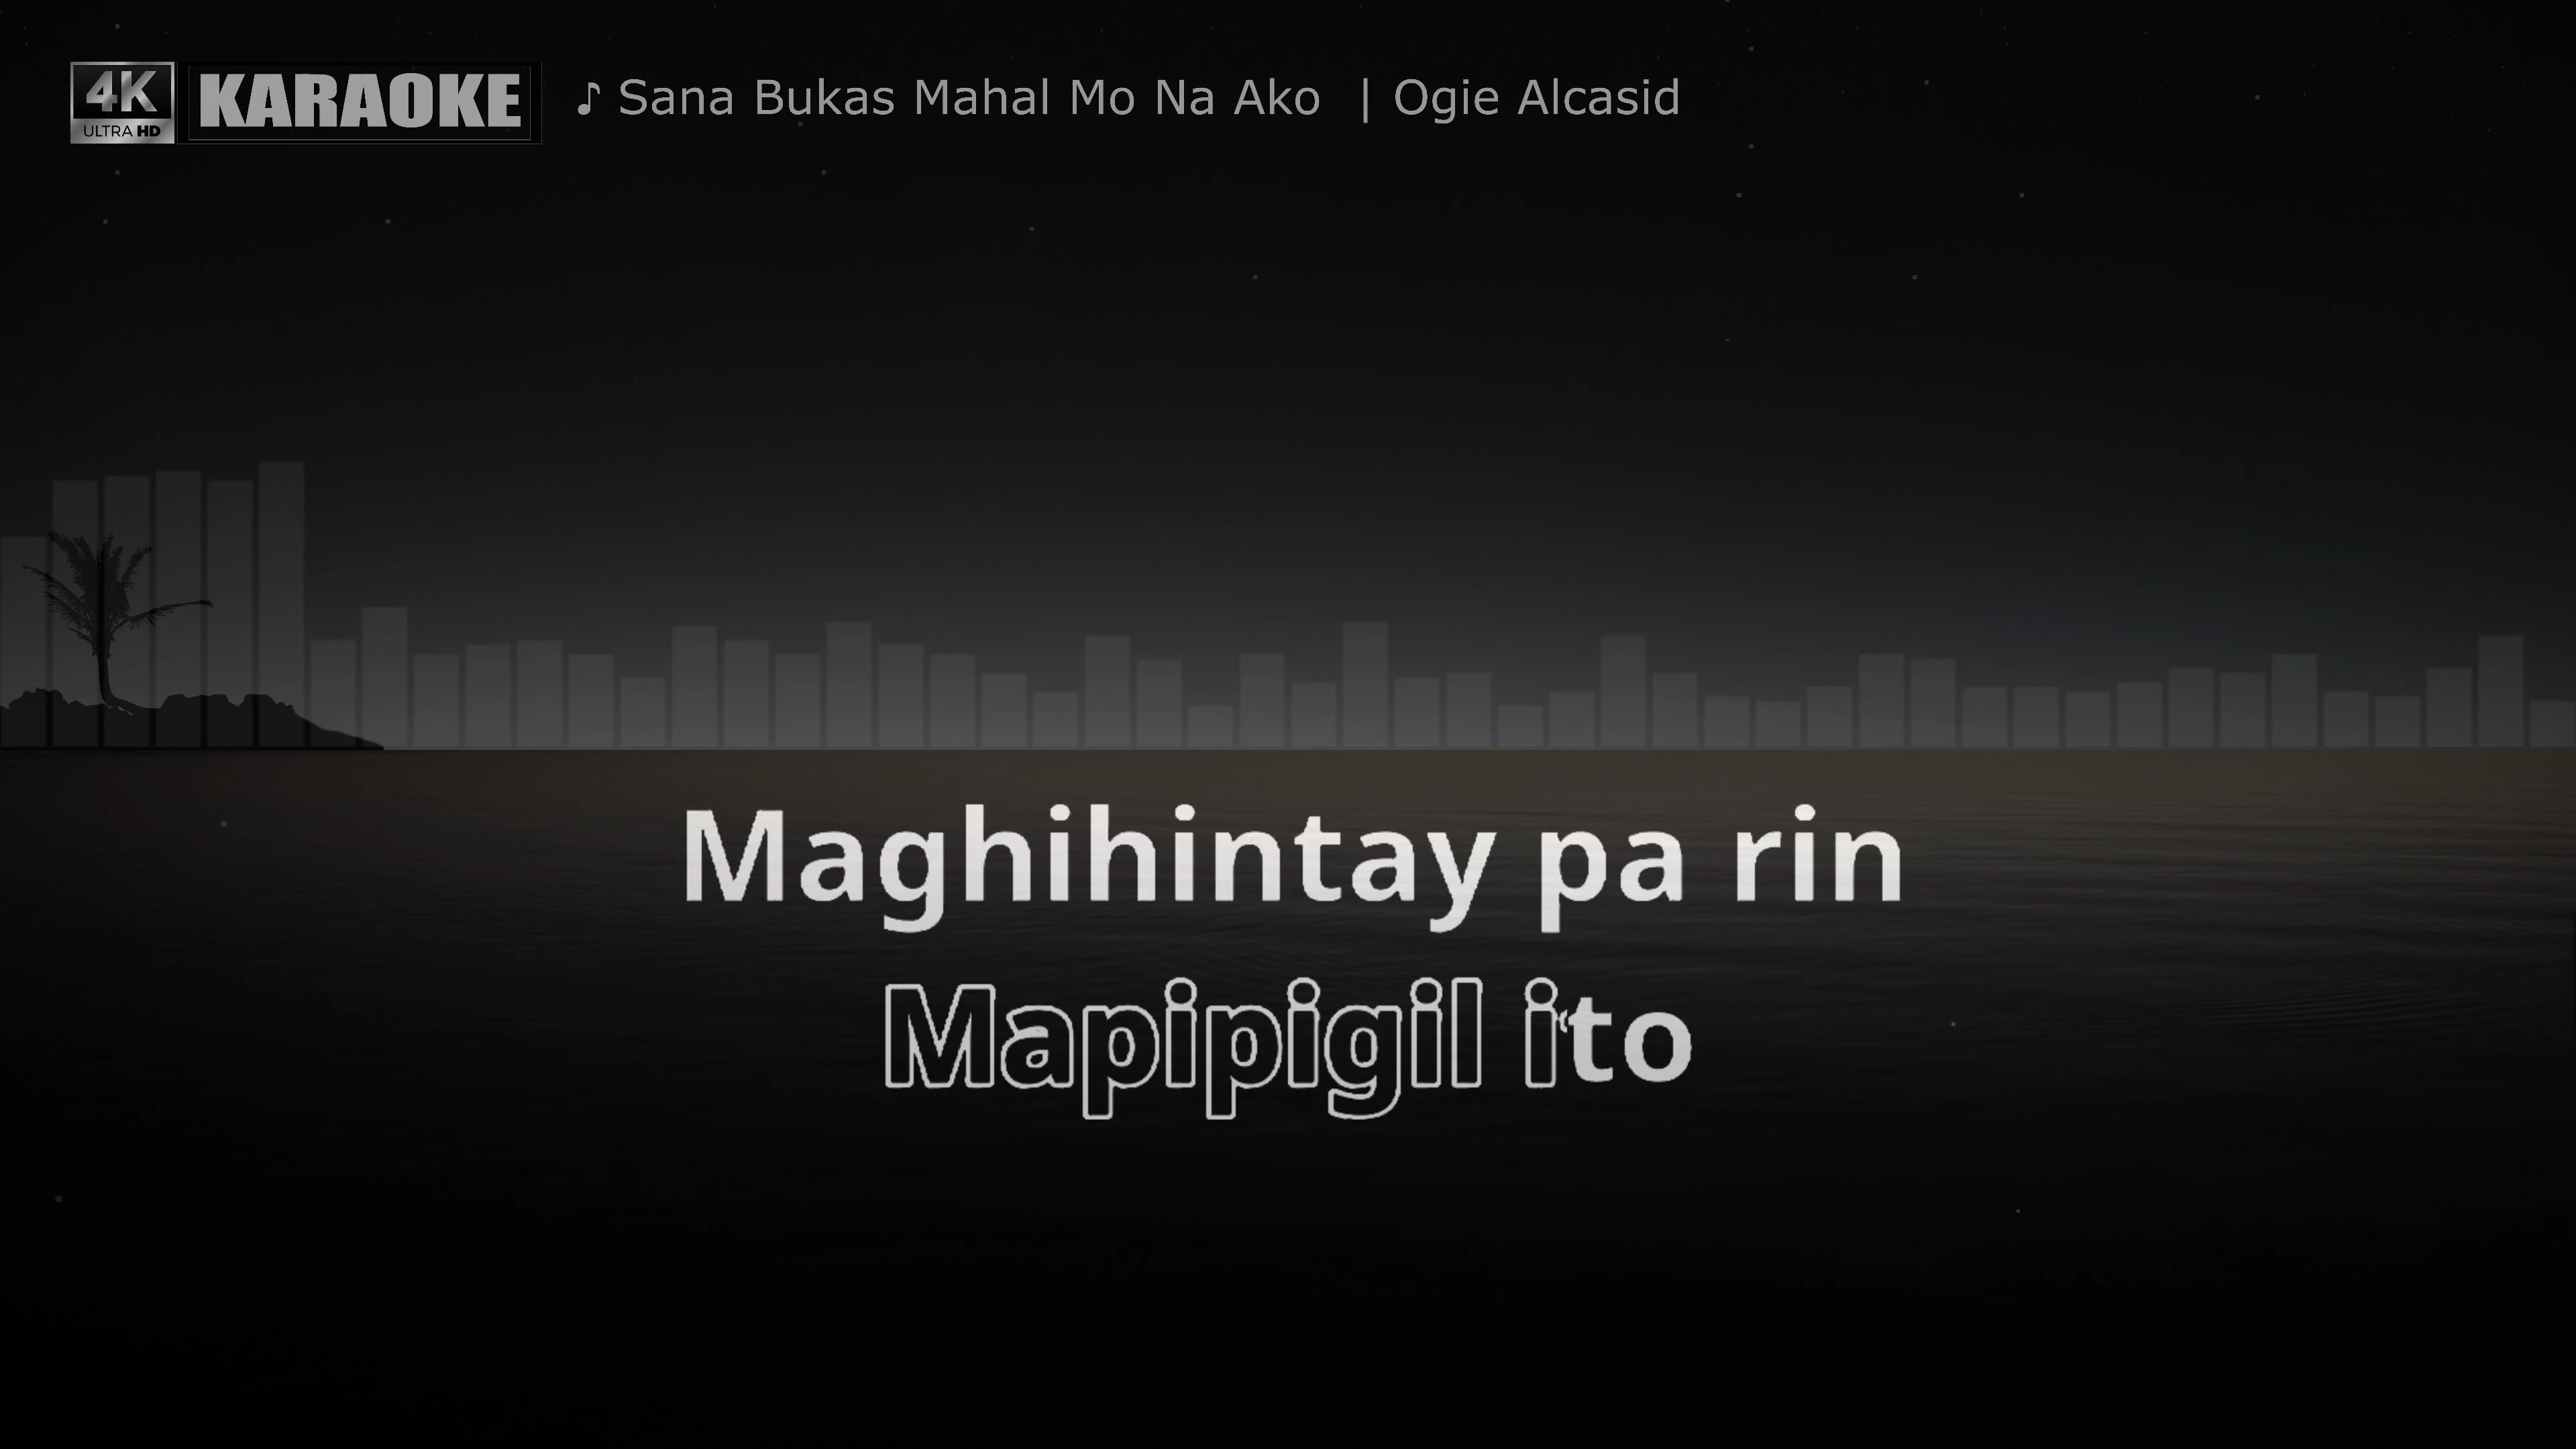 4K
ULTRA HD
KARAOKE
♪ Sana Bukas Mahal Mo Na Ako | Ogie Alcasid
Maghihintay pa rin
Mapipigil ito